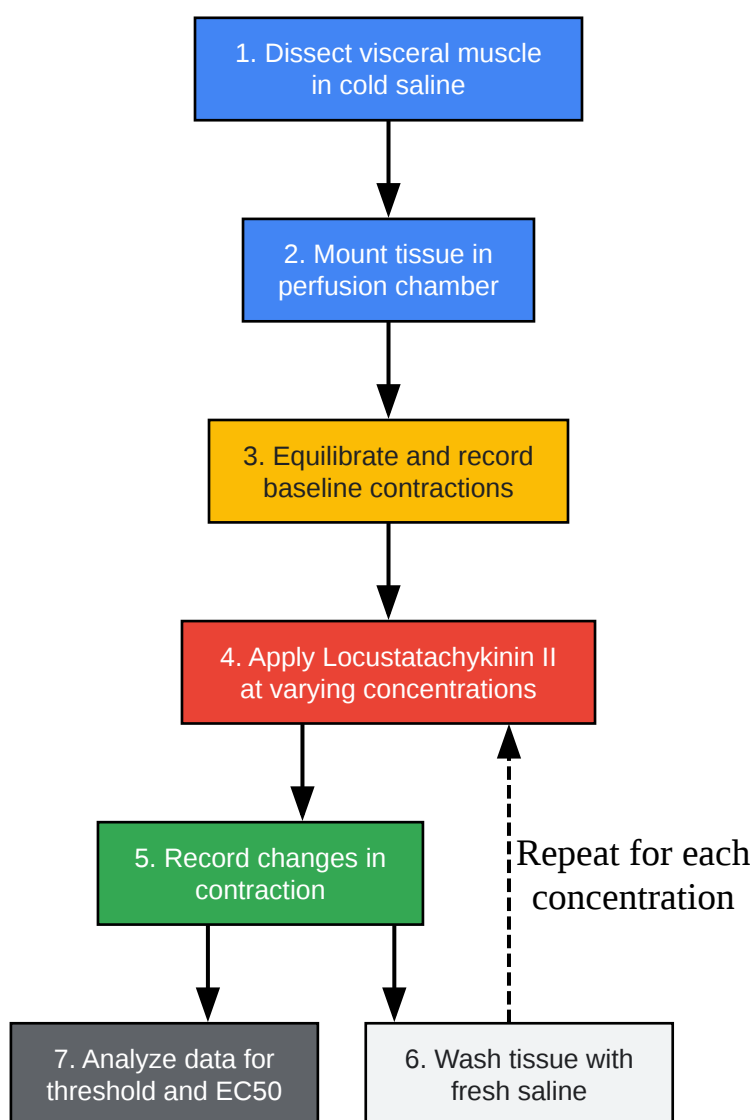 1. Dissect visceral muscle
in cold saline
2. Mount tissue in
perfusion chamber
3. Equilibrate and record
baseline contractions
4. Apply Locustatachykinin II
at varying concentrations
5. Record changes in
contraction
Repeat for each
concentration
7. Analyze data for
threshold and EC50
6. Wash tissue with
fresh saline